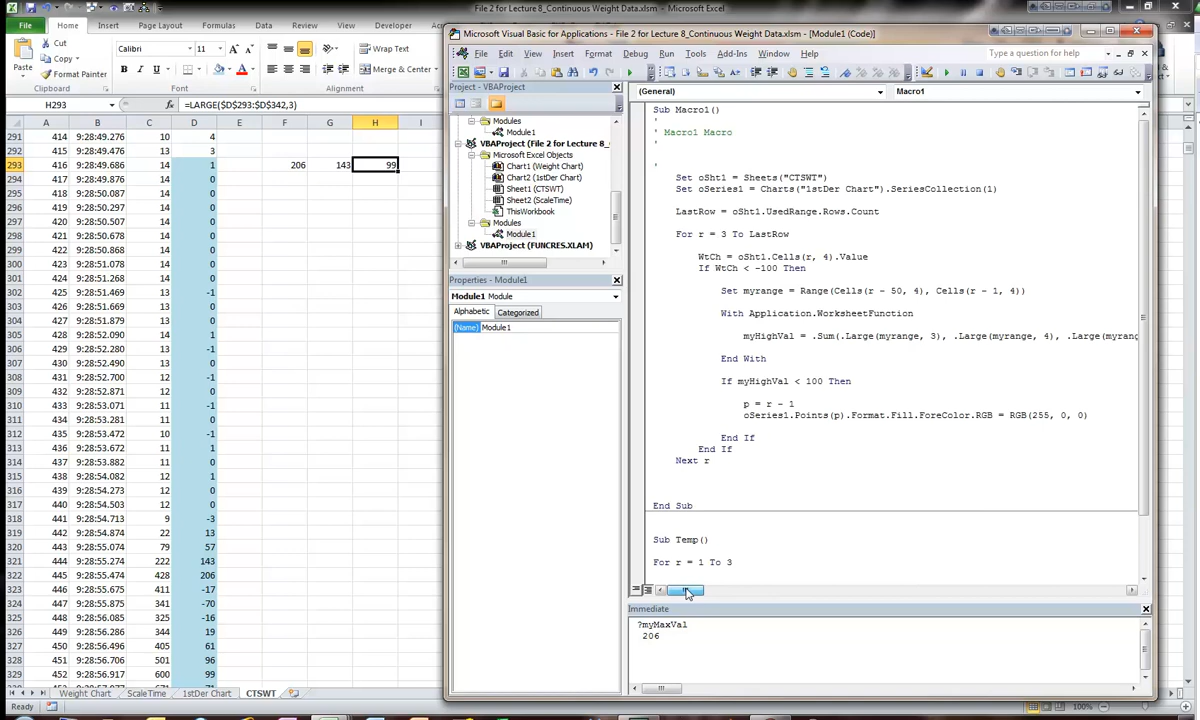 File 2 for Lecture 8_Continuous Weight Data.xlsm - Microsoft Excel
File Home Insert Page Layout Formulas Data Review View Developer
Cut
Copy
Format Painter
Paste
Clipboard
Calibri 11
Font
Wrap Text
Merge & Center
Alignment
H293 fx =LARGE($D$293:$D$342,3)
A B C D E F G H I
291 414 9:28:49.276 10 4
292 415 9:28:49.476 13 3
293 416 9:28:49.686 14 1 206 143 99
294 417 9:28:49.876 14 0
295 418 9:28:50.087 14 0
296 419 9:28:50.297 14 0
297 420 9:28:50.507 14 0
298 421 9:28:50.678 14 0
299 422 9:28:50.868 14 0
300 423 9:28:51.078 14 0
301 424 9:28:51.268 14 0
302 425 9:28:51.469 13 -1
303 426 9:28:51.669 13 0
304 427 9:28:51.879 13 0
305 428 9:28:52.090 14 1
306 429 9:28:52.280 13 -1
307 430 9:28:52.490 13 0
308 431 9:28:52.700 12 -1
309 432 9:28:52.871 12 0
310 433 9:28:53.071 11 -1
311 434 9:28:53.281 11 0
312 435 9:28:53.472 10 -1
313 436 9:28:53.672 11 1
314 437 9:28:53.882 11 0
315 438 9:28:54.082 12 1
316 439 9:28:54.273 12 0
317 440 9:28:54.503 12 0
318 441 9:28:54.713 9 -3
319 442 9:28:54.874 22 13
320 443 9:28:55.074 79 57
321 444 9:28:55.274 222 143
322 445 9:28:55.474 428 206
323 446 9:28:55.675 411 -17
324 447 9:28:55.875 341 -70
325 448 9:28:56.085 325 -16
326 449 9:28:56.285 344 19
327 450 9:28:56.496 405 61
328 451 9:28:56.706 501 96
329 452 9:28:56.917 600 99
Weight Chart ScaleTime 1stDer Chart CTSWT
Ready
100%
Microsoft Visual Basic for Applications - File 2 for Lecture 8_Continuous Weight Data.xlsm - [Module1 (Code)]
File Edit View Insert Format Debug Run Tools Add-Ins Window Help
Type a question for help
Project - VBAProject
Modules
Module1
VBAProject (File 2 for Lecture 8_
Microsoft Excel Objects
Chart1 (Weight Chart)
Chart2 (1stDer Chart)
Sheet1 (CTSWT)
Sheet2 (ScaleTime)
ThisWorkbook
Modules
Module1
VBAProject (FUNCRES.XLAM)
Properties - Module1
Module1 Module
Alphabetic Categorized
(Name) Module1
(General) Macro1
Sub Macro1()
'
' Macro1 Macro
'
'
Set oSht1 = Sheets("CTSWT")
Set oSeries1 = Charts("1stDer Chart").SeriesCollection(1)
LastRow = oSht1.UsedRange.Rows.Count
For r = 3 To LastRow
WtCh = oSht1.Cells(r, 4).Value
If WtCh < -100 Then
Set myrange = Range(Cells(r - 50, 4), Cells(r - 1, 4))
With Application.WorksheetFunction
myHighVal = .Sum(.Large(myrange, 3), .Large(myrange, 4), .Large(myrang
End With
If myHighVal < 100 Then
p = r - 1
oSeries1.Points(p).Format.Fill.ForeColor.RGB = RGB(255, 0, 0)
End If
End If
Next r
End Sub
Sub Temp()
For r = 1 To 3
Immediate
?myMaxVal
206